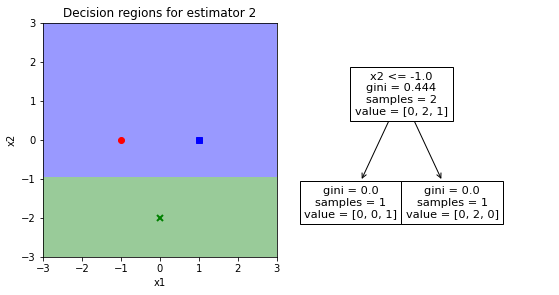 Decision regions for estimator 2
3
2
1
0
−1
−2
−3
x2
−3
−2
−1
0
1
2
3
x1
x2 <= -1.0
gini = 0.444
samples = 2
value = [0, 2, 1]
gini = 0.0
samples = 1
value = [0, 0, 1]
gini = 0.0
samples = 1
value = [0, 2, 0]